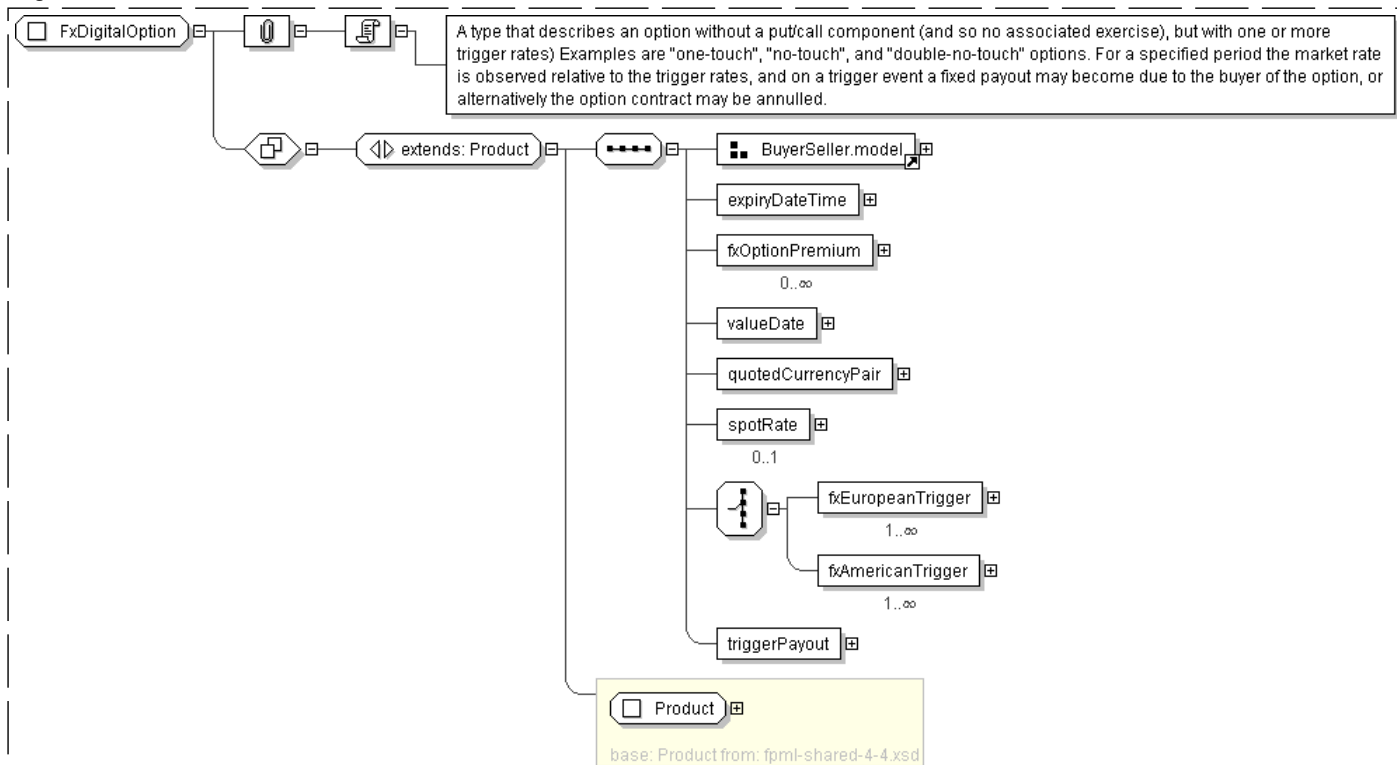 FxDigitalOption
A type that describes an option without a put/call component (and so no associated exercise), but with one or more
trigger rates) Examples are "one-touch", "no-touch", and "double-no-touch" options. For a specified period the market rate
is observed relative to the trigger rates, and on a trigger event a fixed payout may become due to the buyer of the option, or
alternatively the option contract may be annulled.
extends: Product
BuyerSeller.model
expiryDateTime
fxOptionPremium
0..∞
valueDate
quotedCurrencyPair
spotRate
0..1
fxEuropeanTrigger
1..∞
fxAmericanTrigger
1..∞
triggerPayout
Product
base: Product from: fpml-shared-4-4.xsd